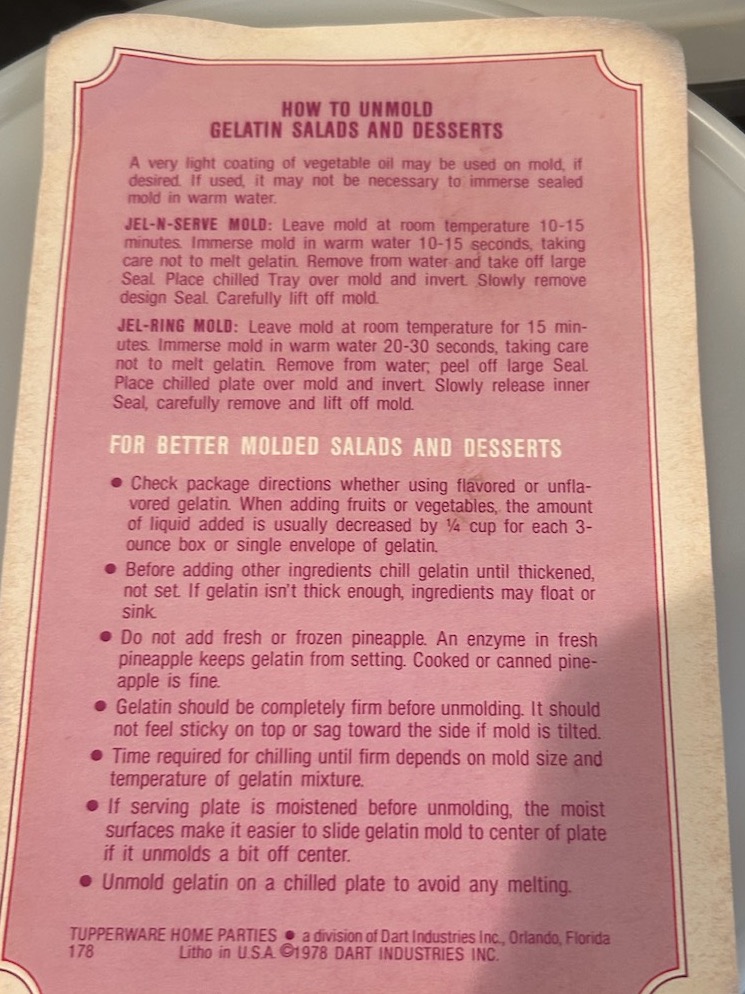 HOW TO UNMOLD
GELATIN SALADS AND DESSERTS
A very light coating of vegetable oil may be used on mold, if
desired. If used, it may not be necessary to immerse sealed
mold in warm water.
JEL-N-SERVE MOLD: Leave mold at room temperature 10-15
minutes. Immerse mold in warm water 10-15 seconds, taking
care not to melt gelatin. Remove from water and take off large
Seal. Place chilled Tray over mold and invert. Slowly remove
design Seal. Carefully lift off mold.
JEL-RING MOLD: Leave mold at room temperature for 15 min-
utes. Immerse mold in warm water 20-30 seconds, taking care
not to melt gelatin. Remove from water; peel off large Seal.
Place chilled plate over mold and invert. Slowly release inner
Seal, carefully remove and lift off mold.
FOR BETTER MOLDED SALADS AND DESSERTS
● Check package directions whether using flavored or unfla-
vored gelatin. When adding fruits or vegetables, the amount
of liquid added is usually decreased by ¼ cup for each 3-
ounce box or single envelope of gelatin.
● Before adding other ingredients chill gelatin until thickened,
not set. If gelatin isn't thick enough, ingredients may float or
sink.
● Do not add fresh or frozen pineapple. An enzyme in fresh
pineapple keeps gelatin from setting. Cooked or canned pine-
apple is fine.
● Gelatin should be completely firm before unmolding. It should
not feel sticky on top or sag toward the side if mold is tilted.
● Time required for chilling until firm depends on mold size and
temperature of gelatin mixture.
● If serving plate is moistened before unmolding, the moist
surfaces make it easier to slide gelatin mold to center of plate
if it unmolds a bit off center.
● Unmold gelatin on a chilled plate to avoid any melting.
TUPPERWARE HOME PARTIES ● a division of Dart Industries Inc., Orlando, Florida
178 Litho in U.S.A. ©1978 DART INDUSTRIES INC.